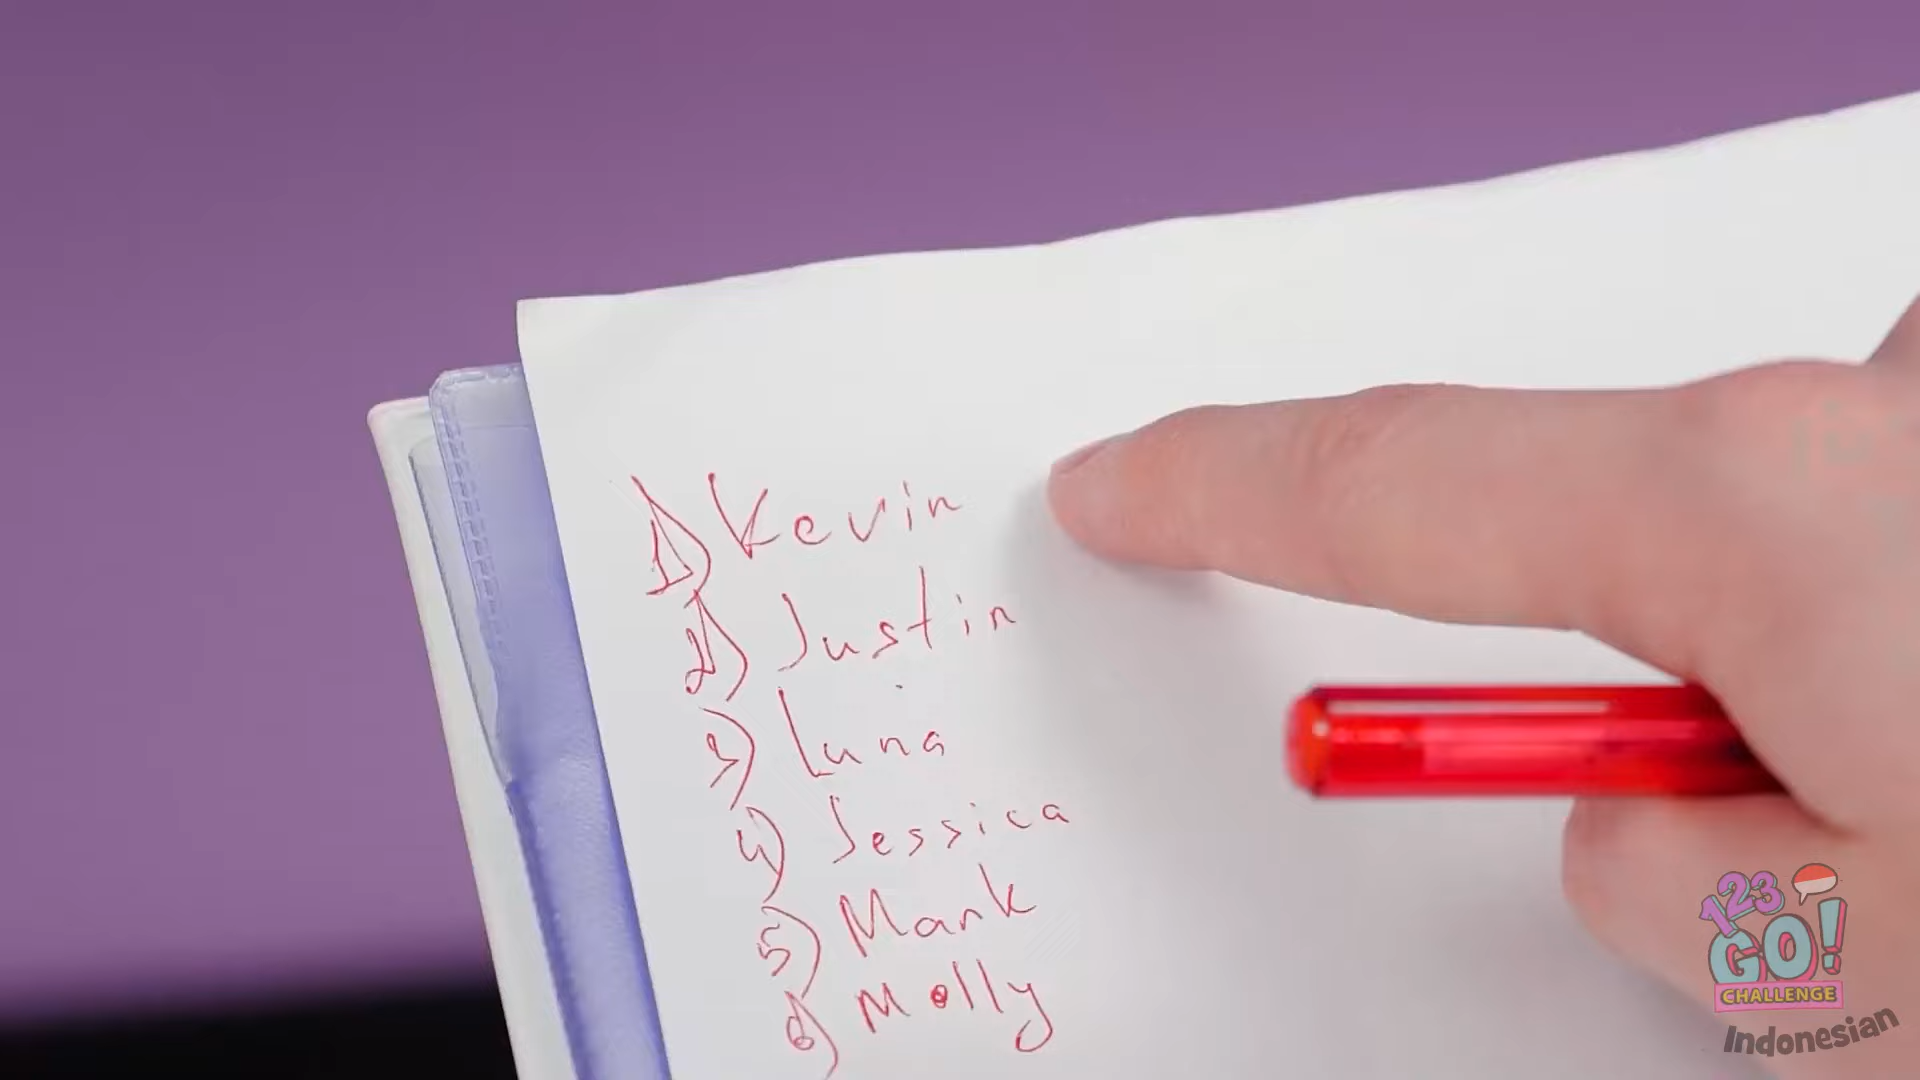 1) Kevin
2) Justin
3) Luna
4) Jessica
5) Mark
6) Molly
123
GO!
CHALLENGE
Indonesian